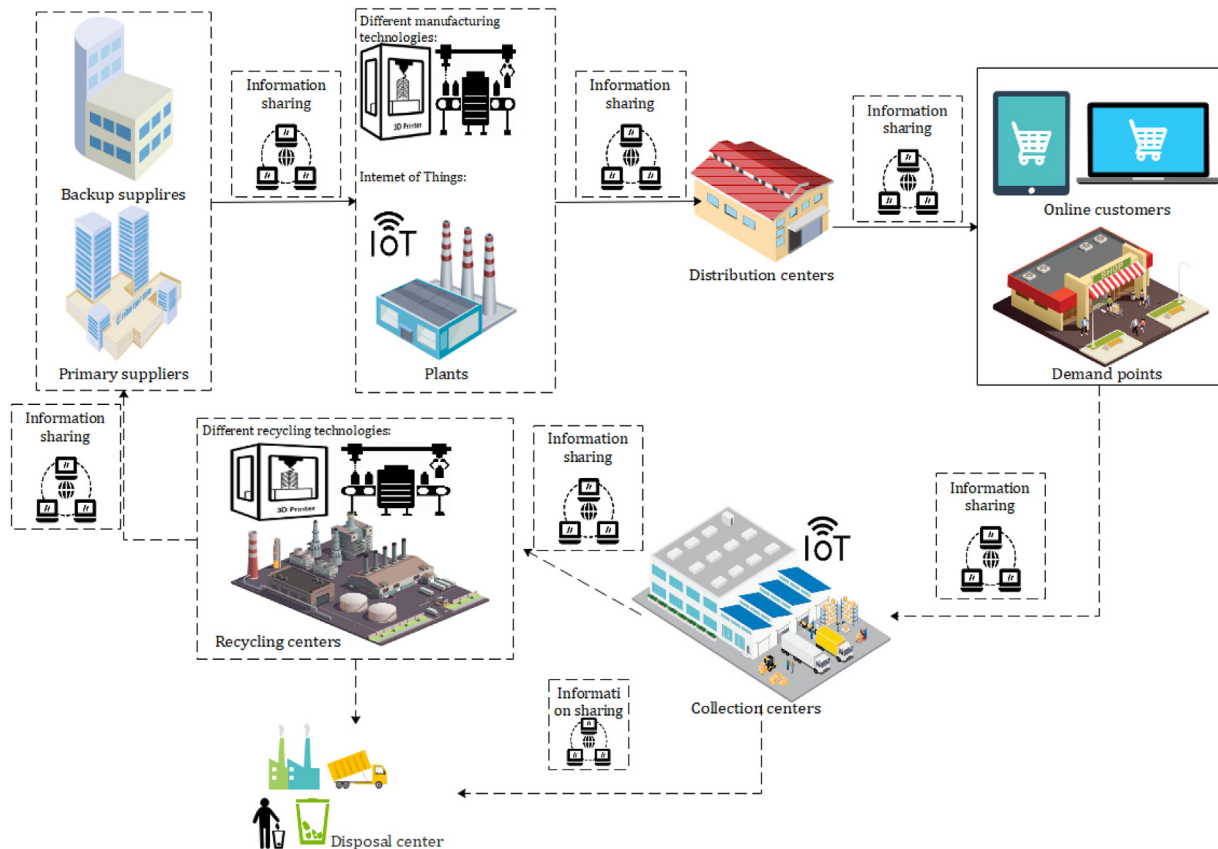 Different manufacturing
technologies:
3D Printer
Information
sharing
Backup supplires
Internet of Things:
IoT
Enterprise
Primary suppliers
Plants
Information
sharing
Distribution centers
Information
sharing
Online customers
SHOP
Demand points
Information
sharing
Different recycling technologies:
3D Printer
Recycling centers
Information
sharing
IoT
Collection centers
Information
sharing
Informati
on sharing
Disposal center